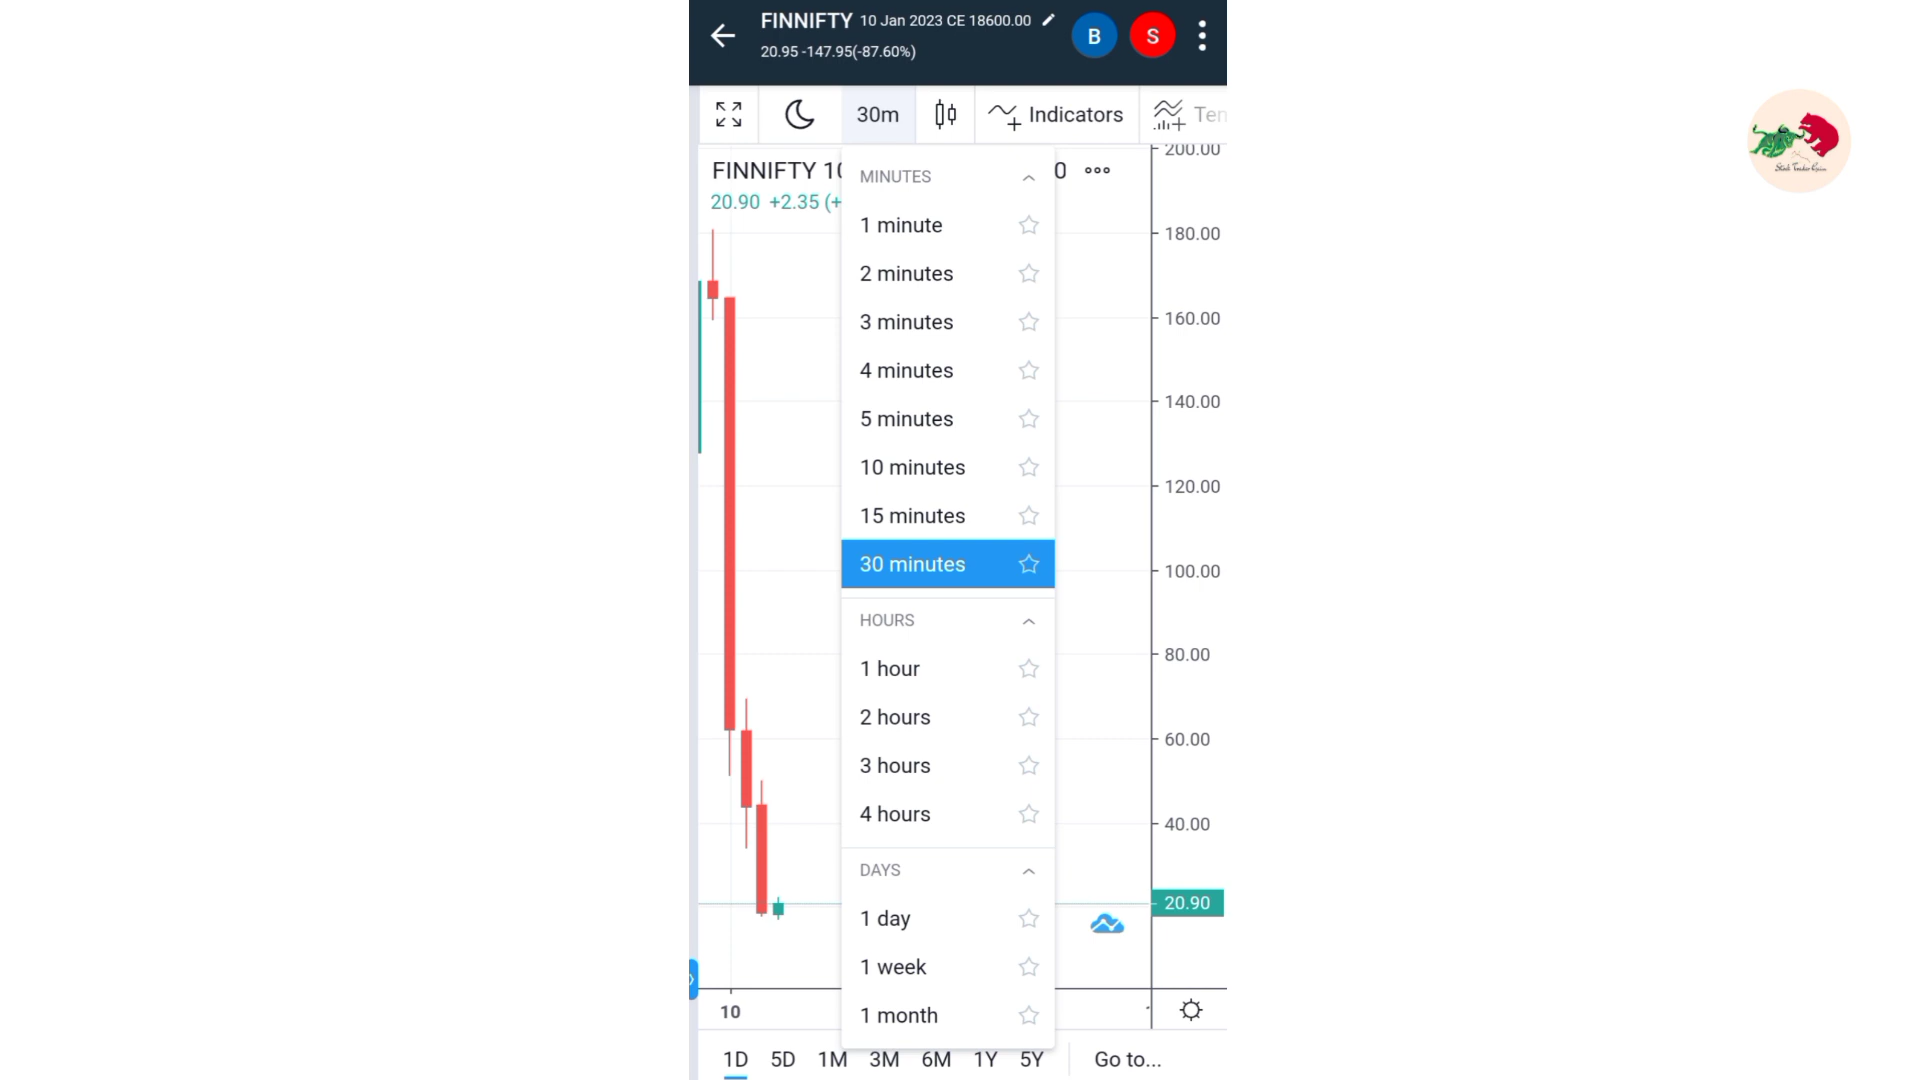 FINNIFTY 10 Jan 2023 CE 18600.00
20.95 -147.95(-87.60%)
B
S
30m
Indicators
FINNIFTY
20.90 +2.35
MINUTES
1 minute
2 minutes
3 minutes
4 minutes
5 minutes
10 minutes
15 minutes
30 minutes
HOURS
1 hour
2 hours
3 hours
4 hours
DAYS
1 day
1 week
1 month
200.00
180.00
160.00
140.00
120.00
100.00
80.00
60.00
40.00
20.90
10
1D 5D 1M 3M 6M 1Y 5Y Go to...